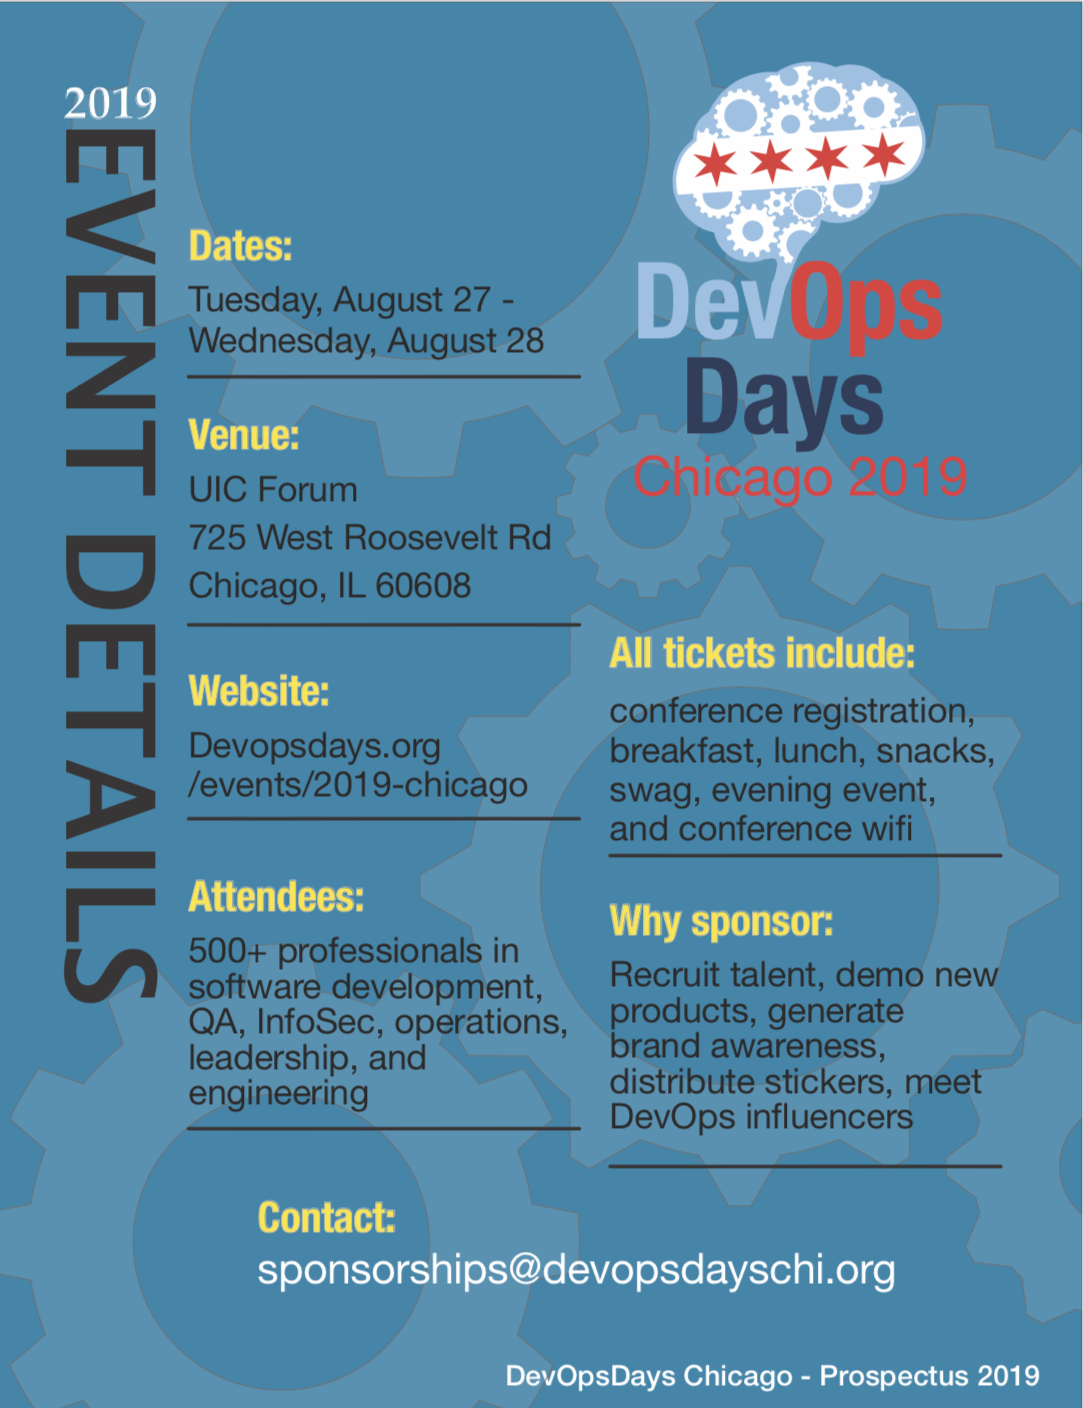 2019
EVENT DETAILS
Dates:
Tuesday, August 27 -
Wednesday, August 28
Venue:
UIC Forum
725 West Roosevelt Rd
Chicago, IL 60608
Website:
Devopsdays.org
/events/2019-chicago
Attendees:
500+ professionals in
software development,
QA, InfoSec, operations,
leadership, and
engineering
DevOps
Days
Chicago 2019
All tickets include:
conference registration,
breakfast, lunch, snacks,
swag, evening event,
and conference wifi
Why sponsor:
Recruit talent, demo new
products, generate
brand awareness,
distribute stickers, meet
DevOps influencers
Contact:
sponsorships@devopsdayschi.org
DevOpsDays Chicago - Prospectus 2019